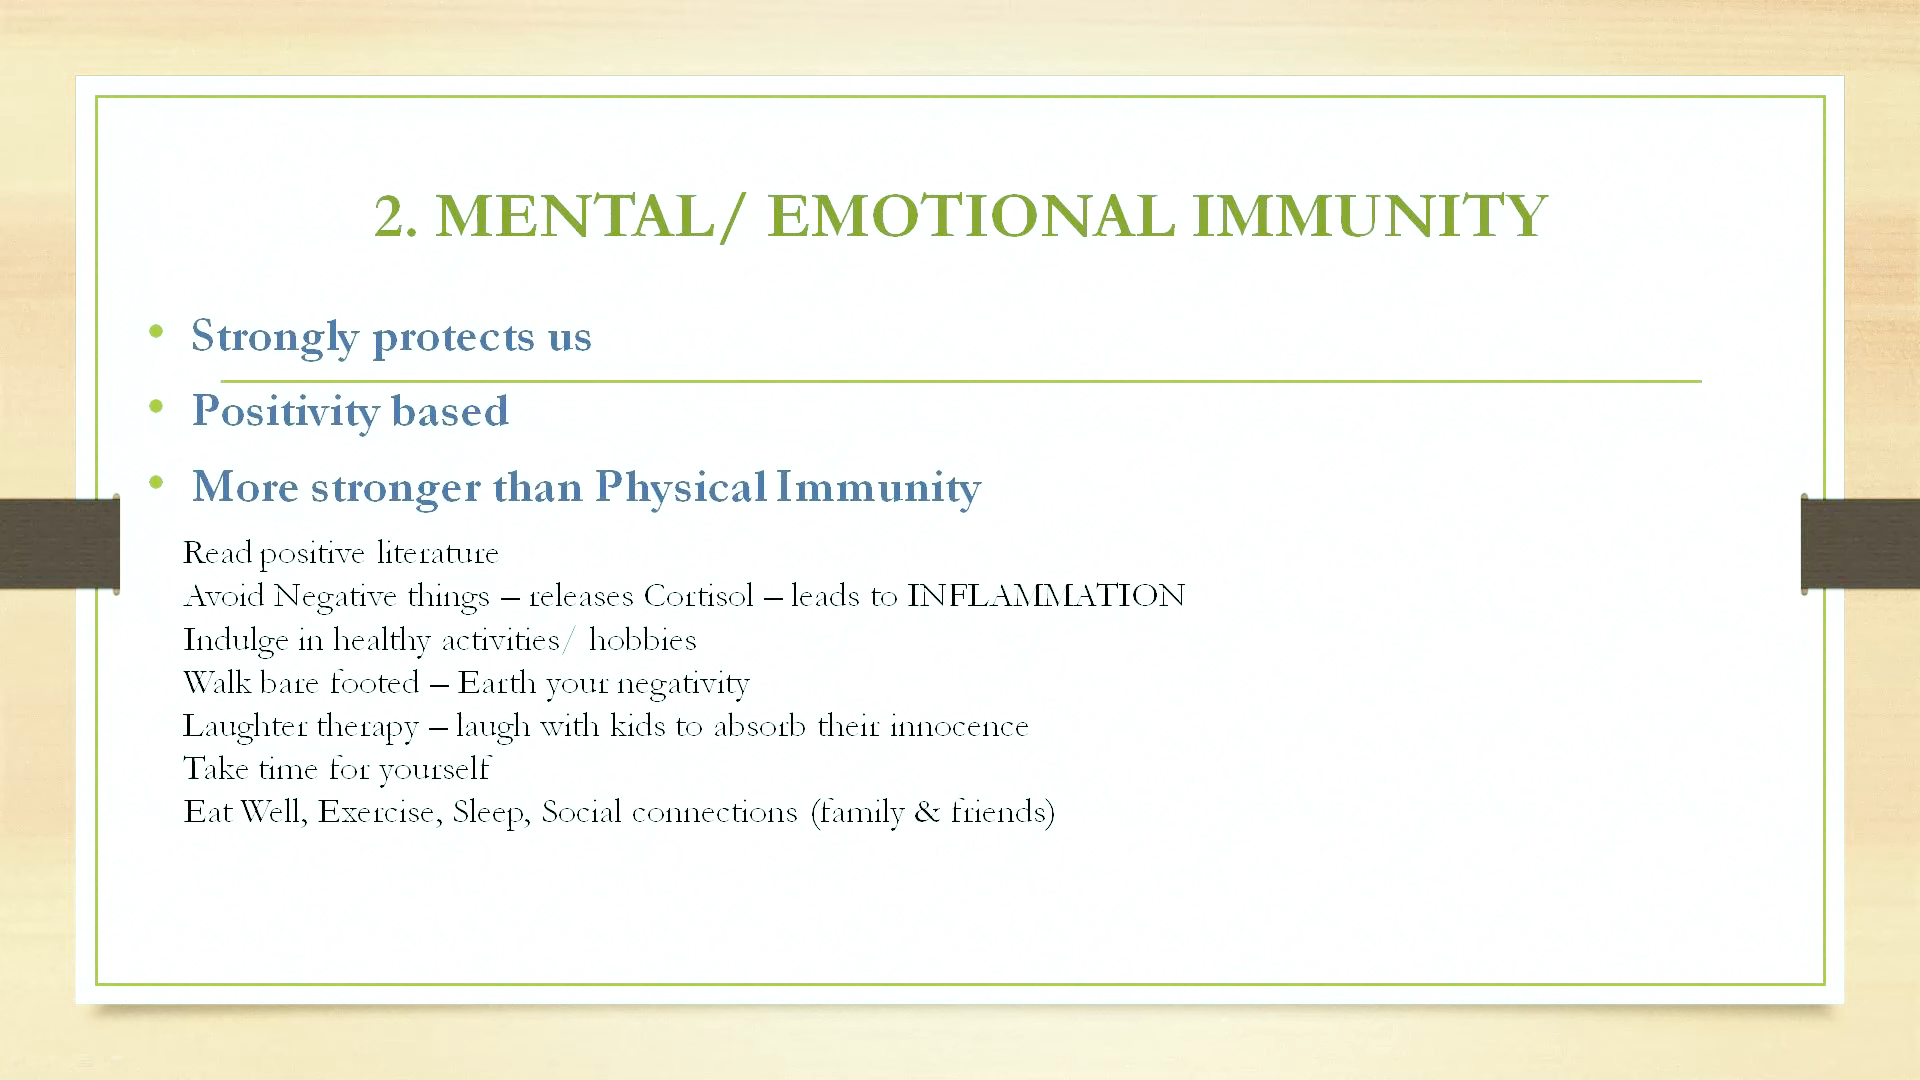 2. MENTAL/ EMOTIONAL IMMUNITY
• Strongly protects us
• Positivity based
• More stronger than Physical Immunity
Read positive literature
Avoid Negative things – releases Cortisol – leads to INFLAMMATION
Indulge in healthy activities/ hobbies
Walk bare footed – Earth your negativity
Laughter therapy – laugh with kids to absorb their innocence
Take time for yourself
Eat Well, Exercise, Sleep, Social connections (family & friends)